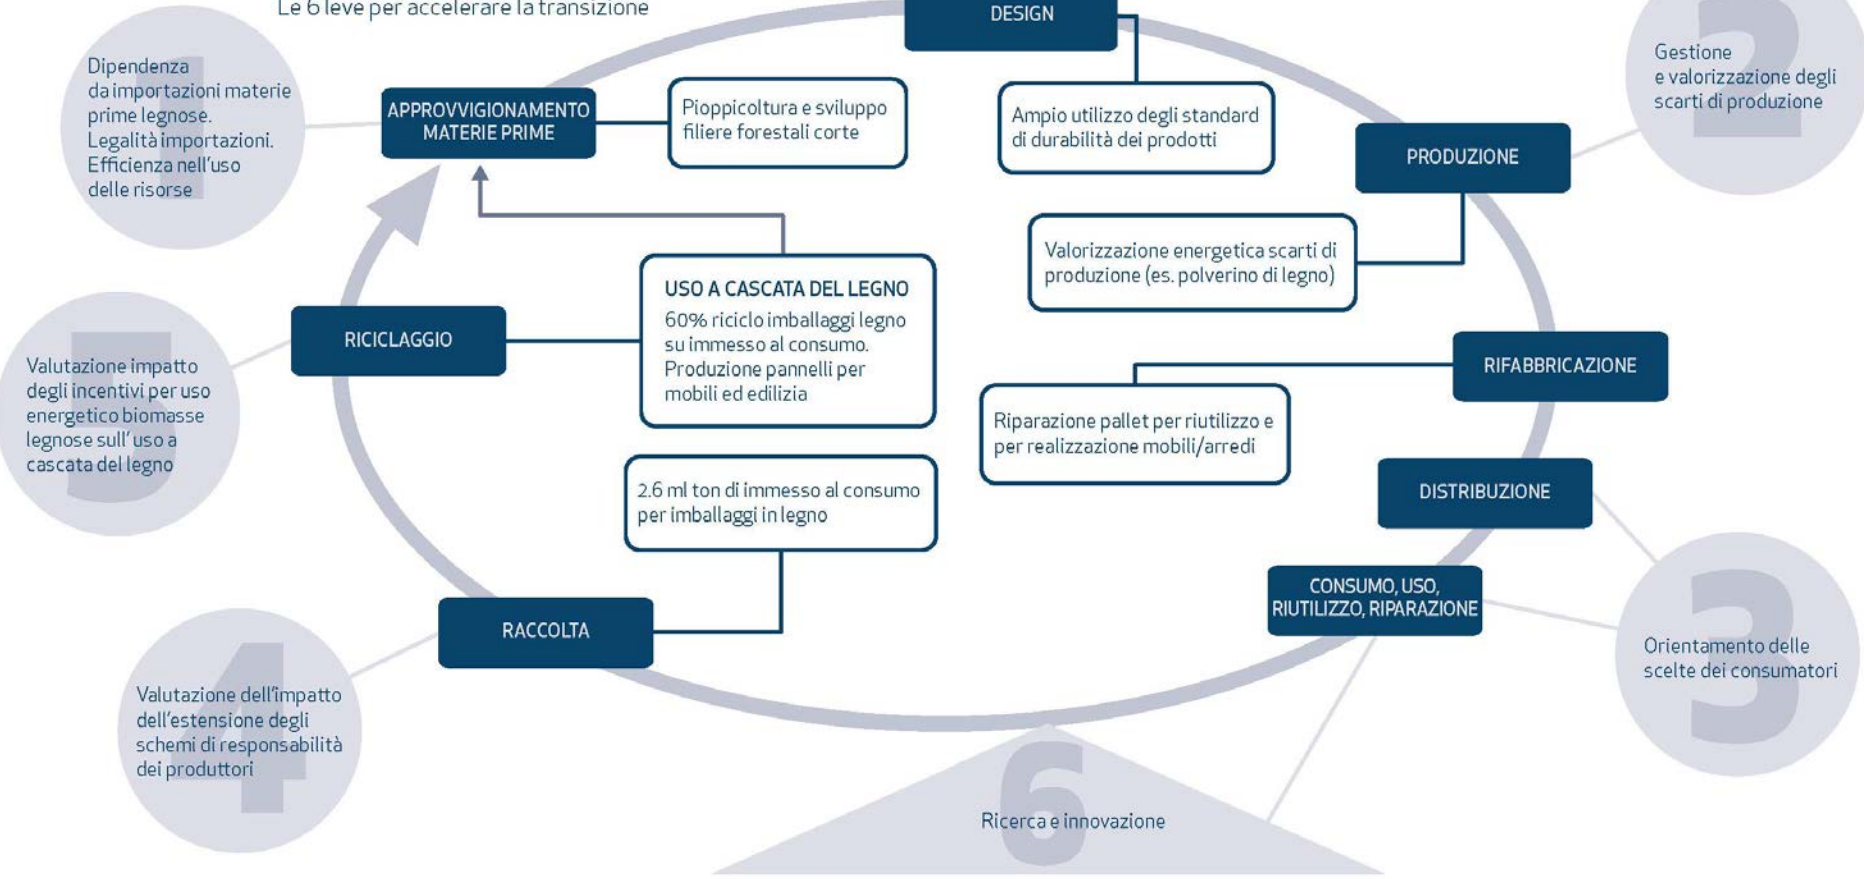 Le 6 leve per accelerare la transizione
DESIGN
1
Dipendenza
da importazioni materie
prime legnose.
Legalità importazioni.
Efficienza nell'uso
delle risorse
APPROVVIGIONAMENTO
MATERIE PRIME
Pioppicoltura e sviluppo
filiere forestali corte
Ampio utilizzo degli standard
di durabilità dei prodotti
2
Gestione
e valorizzazione degli
scarti di produzione
PRODUZIONE
Valorizzazione energetica scarti di
produzione (es. polverino di legno)
USO A CASCATA DEL LEGNO
60% riciclo imballaggi legno
su immesso al consumo.
Produzione pannelli per
mobili ed edilizia
RICICLAGGIO
5
Valutazione impatto
degli incentivi per uso
energetico biomasse
legnose sull' uso a
cascata del legno
RIFABBRICAZIONE
Riparazione pallet per riutilizzo e
per realizzazione mobili/arredi
2.6 ml ton di immesso al consumo
per imballaggi in legno
DISTRIBUZIONE
CONSUMO, USO,
RIUTILIZZO, RIPARAZIONE
RACCOLTA
3
Orientamento delle
scelte dei consumatori
4
Valutazione dell'impatto
dell'estensione degli
schemi di responsabilità
dei produttori
6
Ricerca e innovazione